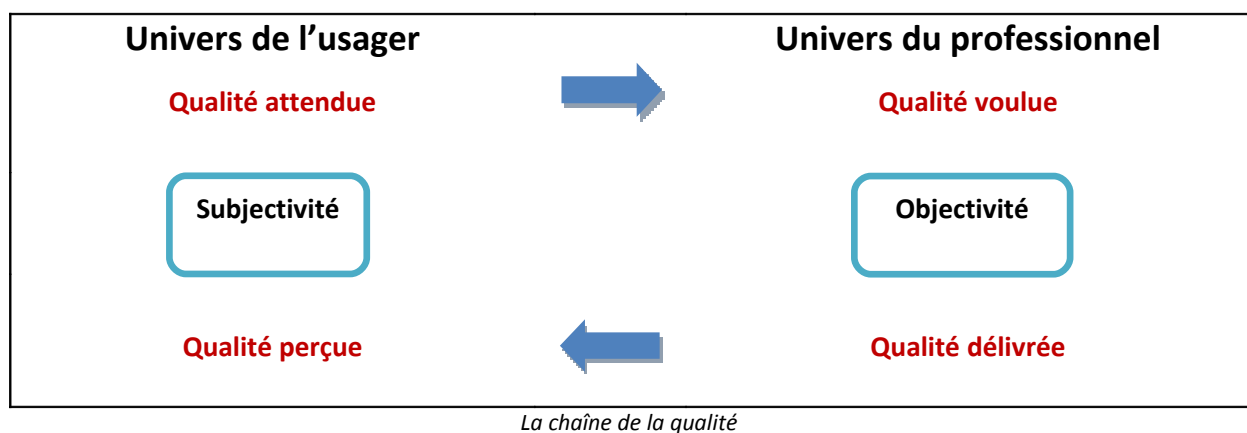 Univers de l’usager
Univers du professionnel
Qualité attendue
Qualité voulue
Subjectivité
Objectivité
Qualité perçue
Qualité délivrée
La chaîne de la qualité